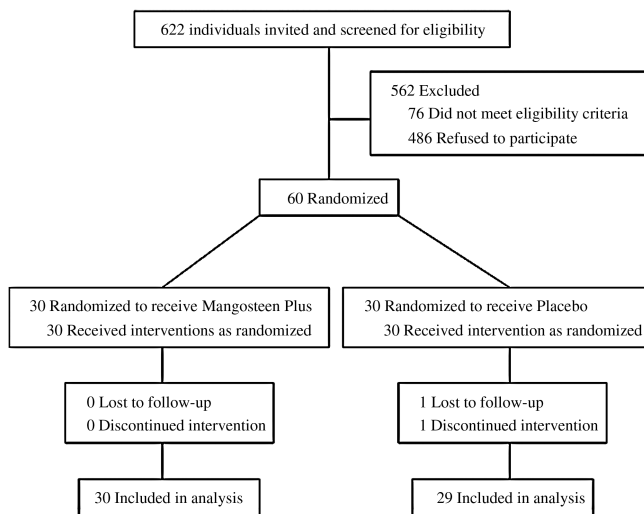 622 individuals invited and screened for eligibility
562 Excluded
76 Did not meet eligibility criteria
486 Refused to participate
60 Randomized
30 Randomized to receive Mangosteen Plus
30 Received interventions as randomized
30 Randomized to receive Placebo
30 Received intervention as randomized
0 Lost to follow-up
0 Discontinued intervention
1 Lost to follow-up
1 Discontinued intervention
30 Included in analysis
29 Included in analysis